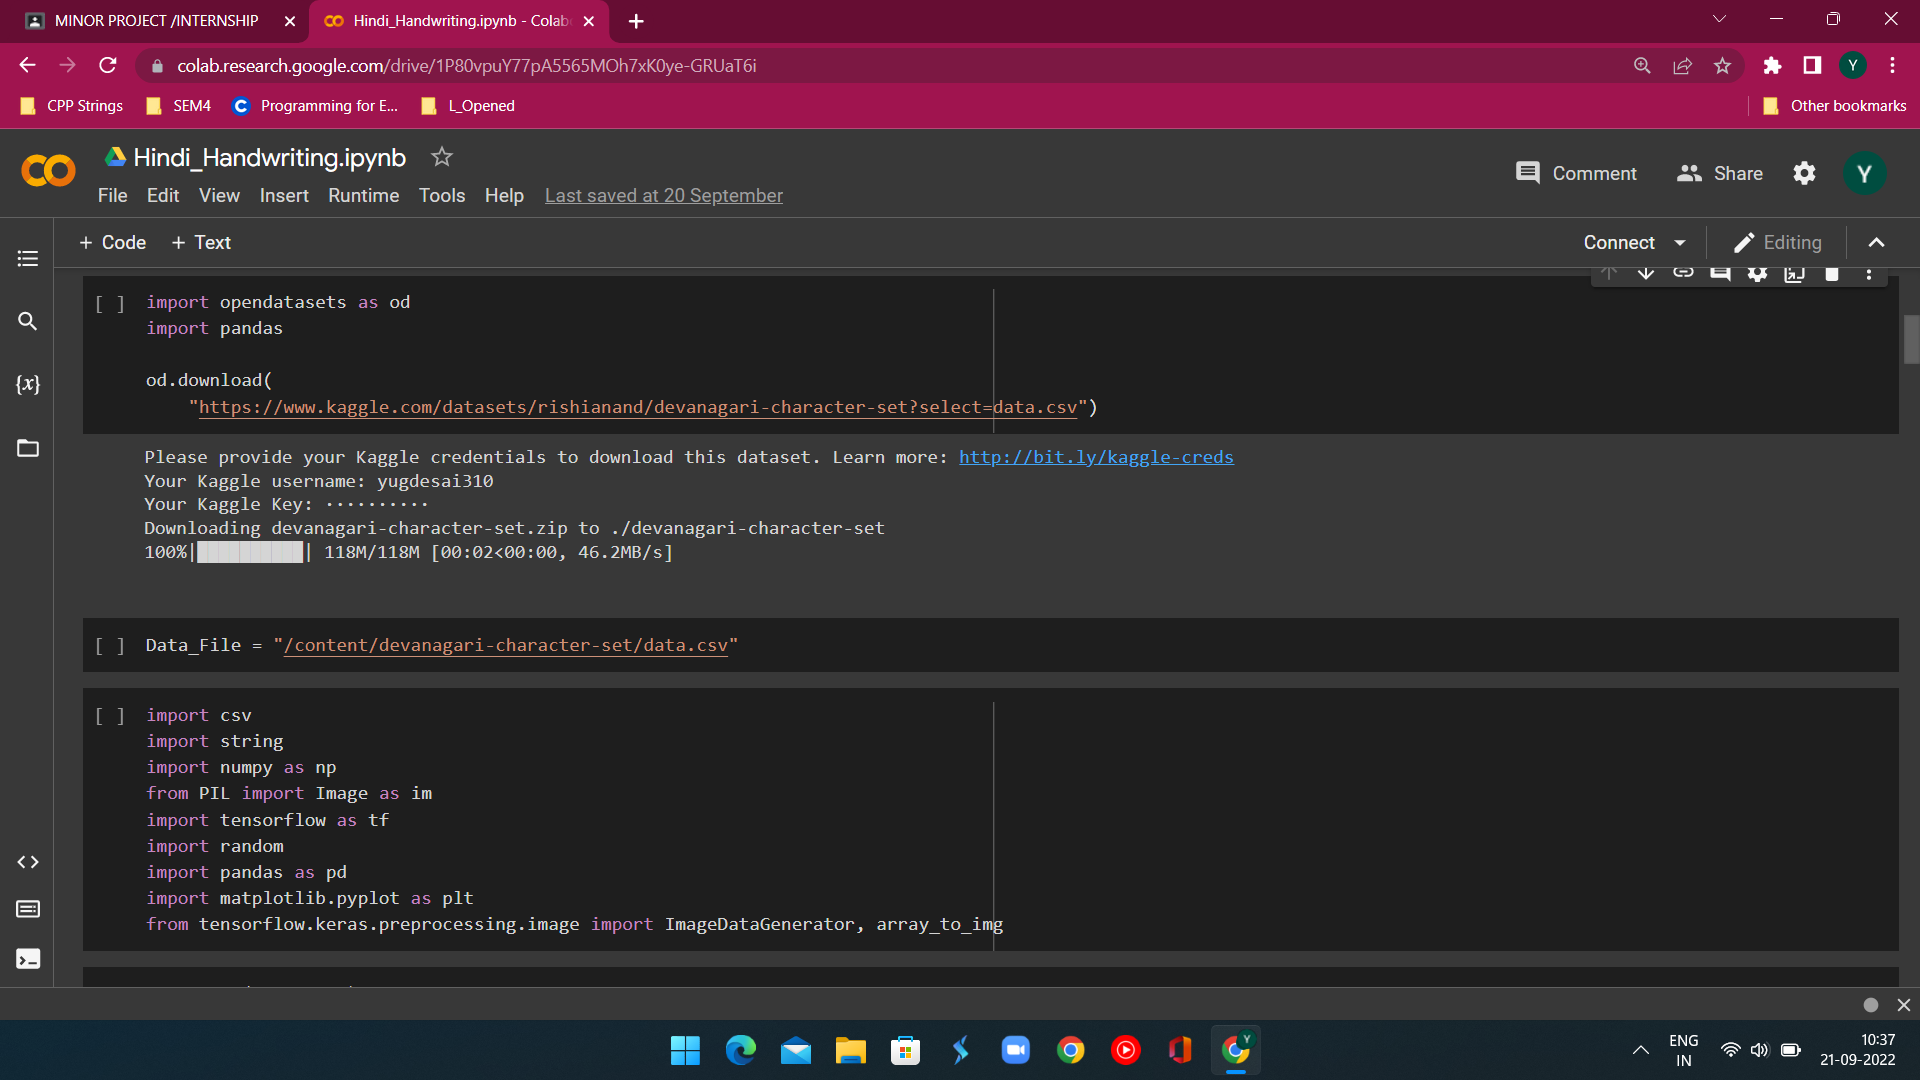 MINOR PROJECT /INTERNSHIP
Hindi_Handwriting.ipynb - Colab
colab.research.google.com/drive/1P80vpuY77pA5565MOh7xK0ye-GRUaT6i
Y
CPP Strings
SEM4
C Programming for E...
L_Opened
Other bookmarks
Hindi_Handwriting.ipynb
Comment
Share
Y
File Edit View Insert Runtime Tools Help Last saved at 20 September
+ Code + Text
Connect
Editing
{x}
[ ] import opendatasets as od
import pandas
od.download(
"https://www.kaggle.com/datasets/rishianand/devanagari-character-set?select=data.csv")
Please provide your Kaggle credentials to download this dataset. Learn more: http://bit.ly/kaggle-creds
Your Kaggle username: yugdesai310
Your Kaggle Key: ··········
Downloading devanagari-character-set.zip to ./devanagari-character-set
100%|██████████| 118M/118M [00:02<00:00, 46.2MB/s]
[ ] Data_File = "/content/devanagari-character-set/data.csv"
[ ] import csv
import string
import numpy as np
from PIL import Image as im
import tensorflow as tf
import random
import pandas as pd
import matplotlib.pyplot as plt
from tensorflow.keras.preprocessing.image import ImageDataGenerator, array_to_img
Y
ENG
IN
10:37
21-09-2022